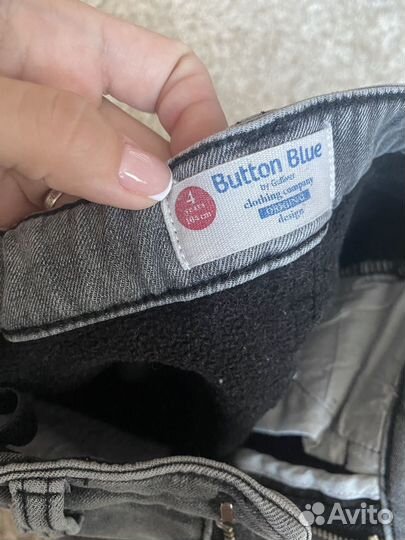 Button Blue
by Gulliver
clothing company
ORIGINAL
design
4
years
104 cm
Avito